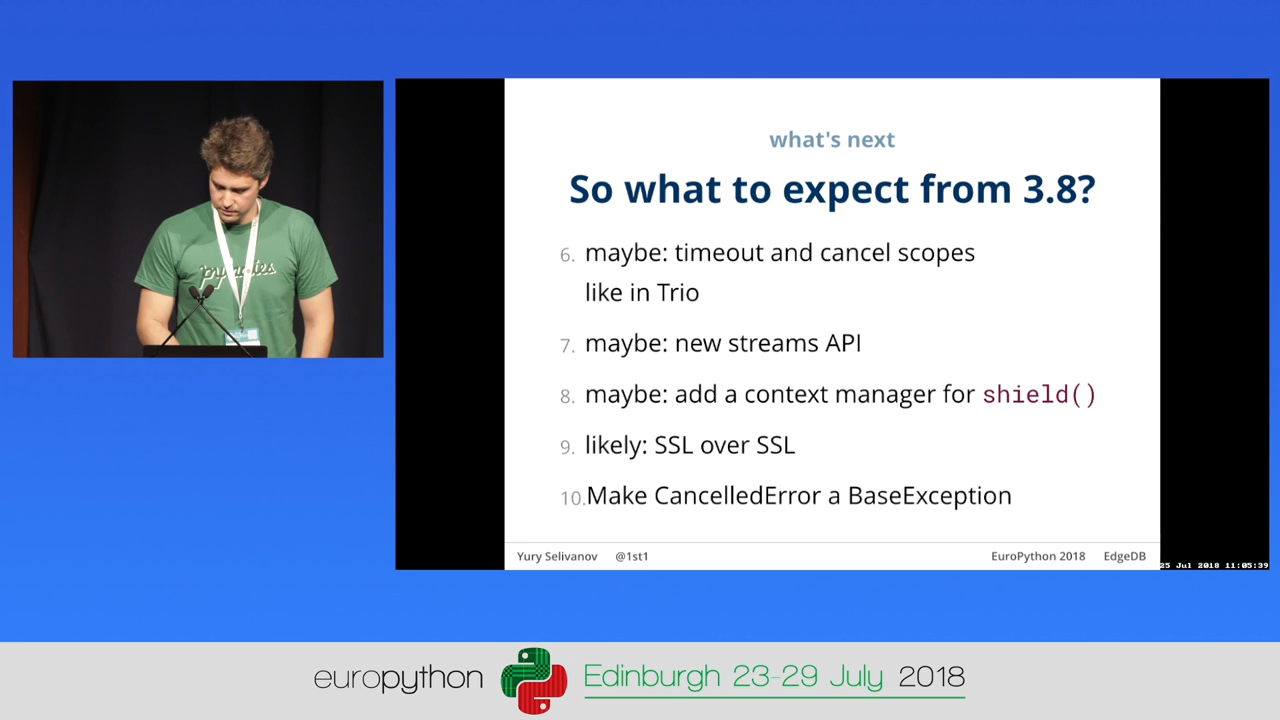 what's next
So what to expect from 3.8?
6. maybe: timeout and cancel scopes
like in Trio
7. maybe: new streams API
8. maybe: add a context manager for shield()
9. likely: SSL over SSL
10. Make CancelledError a BaseException
Yury Selivanov @1st1 EuroPython 2018 EdgeDB
25 Jul 2018 11:05:39
europython Edinburgh 23-29 July 2018